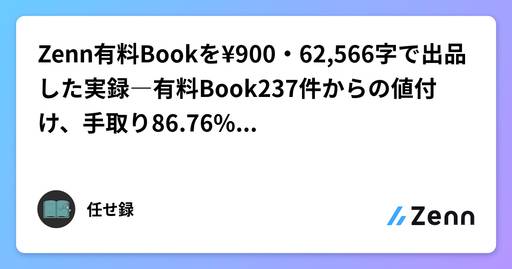 Zenn有料Bookを¥900・62,566字で出品
した実録―有料Book237件からの値付
け、手取り86.76%...
任せ録
Zenn